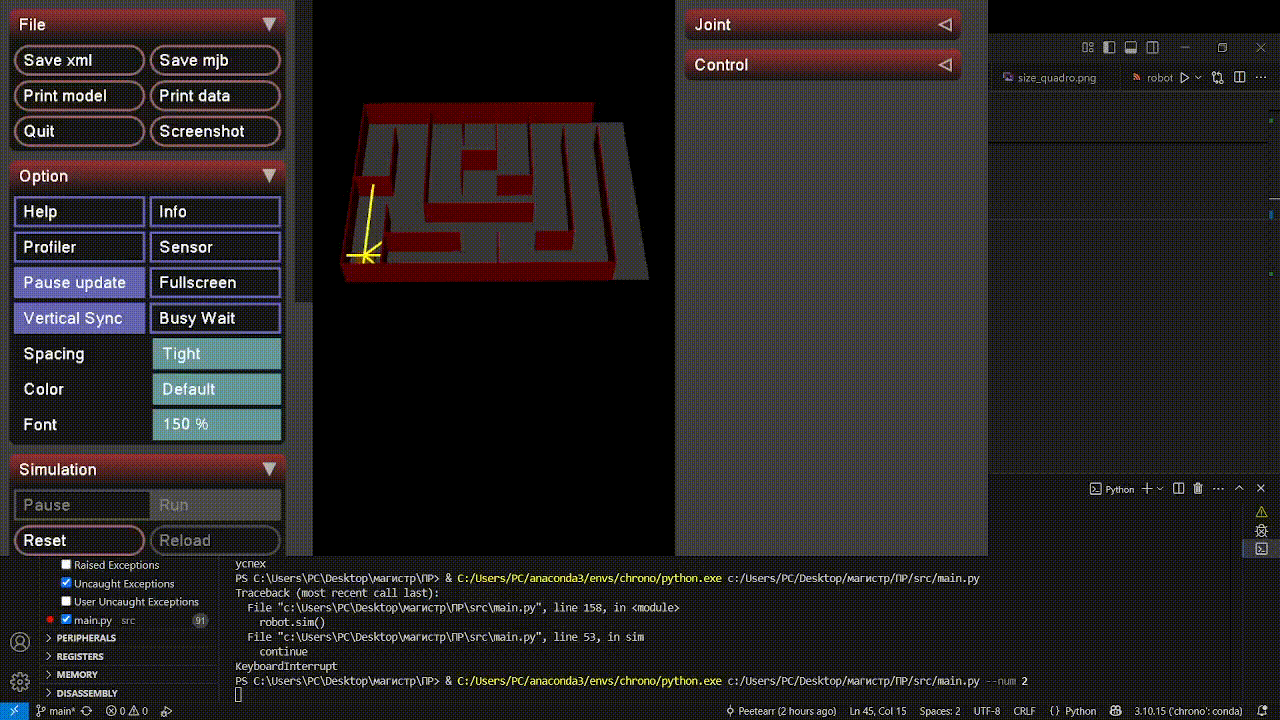 File
Save xml
Save mjb
Print model
Print data
Quit
Screenshot
Option
Help
Info
Profiler
Sensor
Pause update
Fullscreen
Vertical Sync
Busy Wait
Spacing
Tight
Color
Default
Font
150 %
Simulation
Pause
Run
Reset
Reload
Joint
Control
size_quadro.png
robot
Python
Raised Exceptions
Uncaught Exceptions
User Uncaught Exceptions
main.py src 91
PERIPHERALS
REGISTERS
MEMORY
DISASSEMBLY
успех
PS C:\Users\PC\Desktop\магистр\ПР> & C:/Users/PC/anaconda3/envs/chrono/python.exe c:/Users/PC/Desktop/магистр/ПР/src/main.py
Traceback (most recent call last):
File "c:\Users\PC\Desktop\магистр\ПР\src\main.py", line 158, in <module>
robot.sim()
File "c:\Users\PC\Desktop\магистр\ПР\src\main.py", line 53, in sim
continue
KeyboardInterrupt
PS C:\Users\PC\Desktop\магистр\ПР> & C:/Users/PC/anaconda3/envs/chrono/python.exe c:/Users/PC/Desktop/магистр/ПР/src/main.py --num 2
main* 0 0 Peetearr (2 hours ago) Ln 45, Col 15 Spaces: 2 UTF-8 CRLF {} Python 3.10.15 ('chrono': conda)